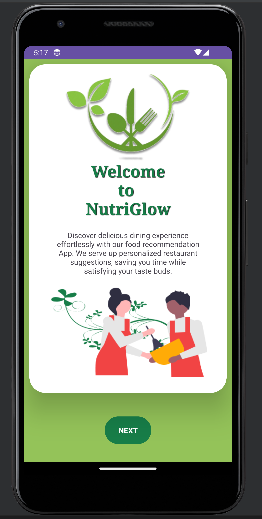 5:17
Welcome
to
NutriGlow
Discover delicious dining experience
effortlessly with our food recommendation
App. We serve up personalized restaurant
suggestions, saving you time while
satisfying your taste buds.
NEXT